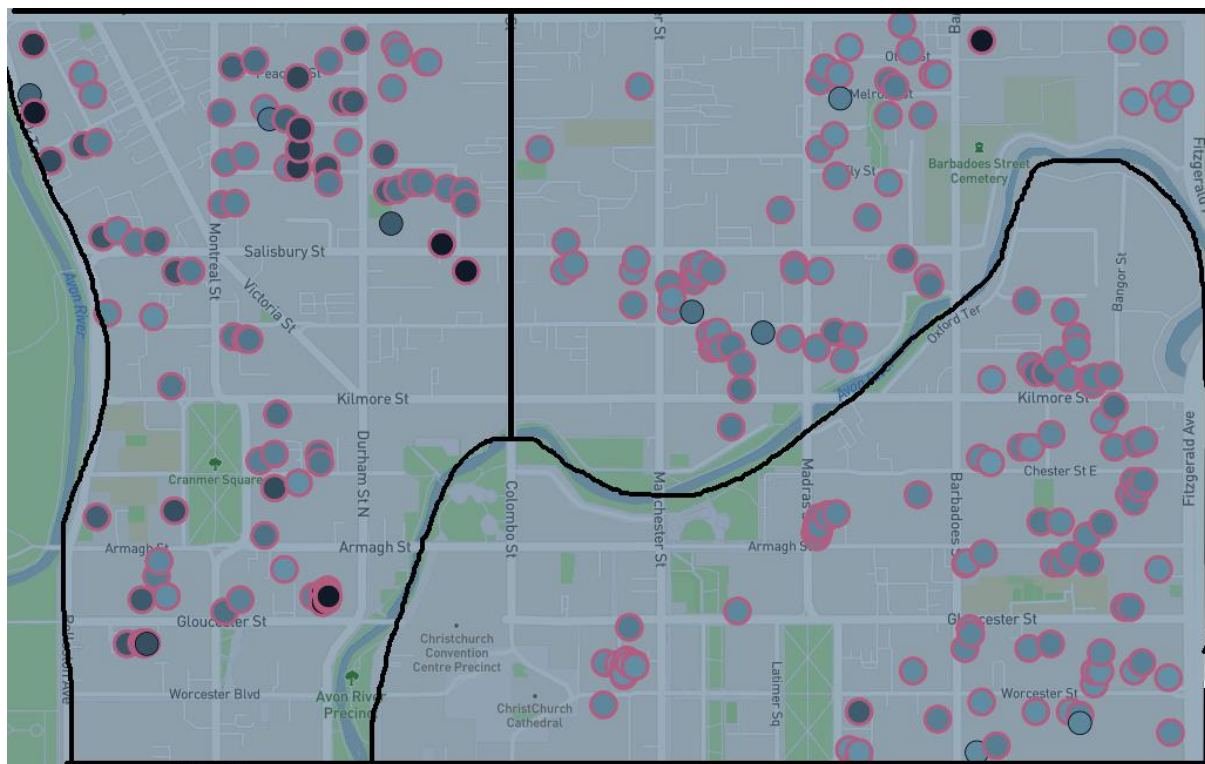 Peac St
Salisbury St
Montreal St
Victoria St
Avon River
Kilmore St
Cranmer Square
Durham St N
Armagh St
Gloucester St
Worcester Blvd
Avon River
Precinct
Christchurch
Convention
Centre Precinct
ChristChurch
Cathedral
Colombo St
Manchester St
Armagh St
Latimer Sq
Madras
Barbadoes
Barbadoes Street
Cemetery
Oxford Ter
Bangor St
Kilmore St
Chester St E
Fitzgerald Ave
Worcester St